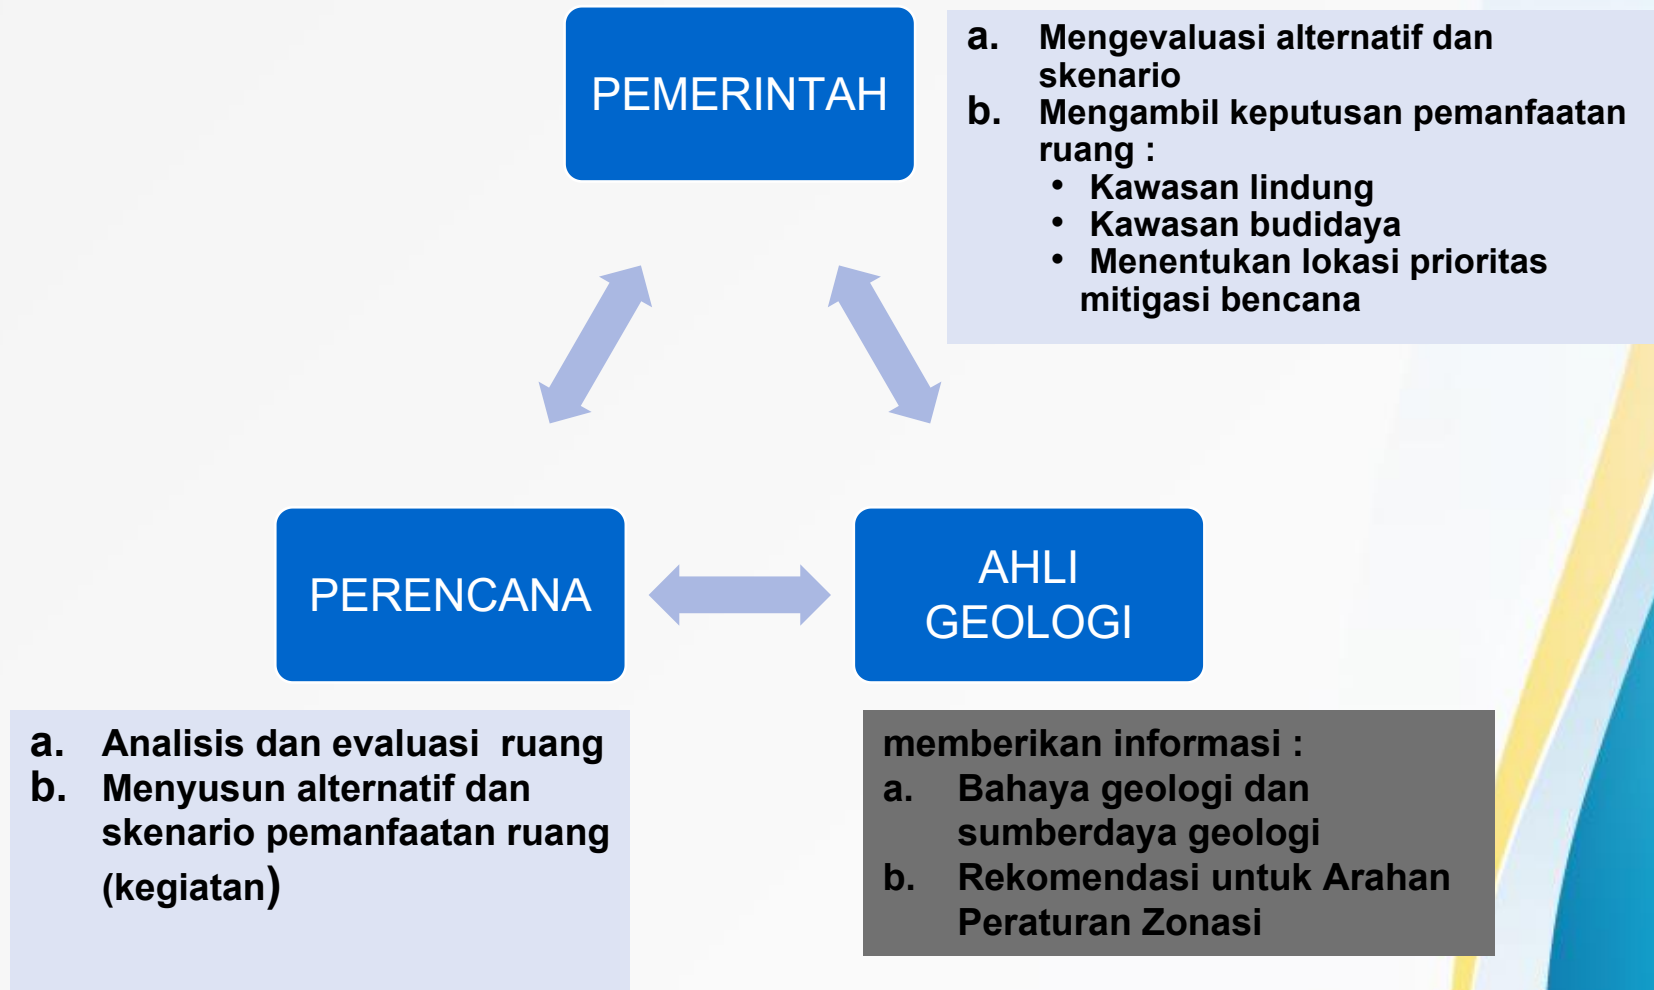 PEMERINTAH
a. Mengevaluasi alternatif dan
skenario
b. Mengambil keputusan pemanfaatan
ruang :
• Kawasan lindung
• Kawasan budidaya
• Menentukan lokasi prioritas
mitigasi bencana
PERENCANA
AHLI
GEOLOGI
a. Analisis dan evaluasi ruang
b. Menyusun alternatif dan
skenario pemanfaatan ruang
(kegiatan)
memberikan informasi :
a. Bahaya geologi dan
sumberdaya geologi
b. Rekomendasi untuk Arahan
Peraturan Zonasi